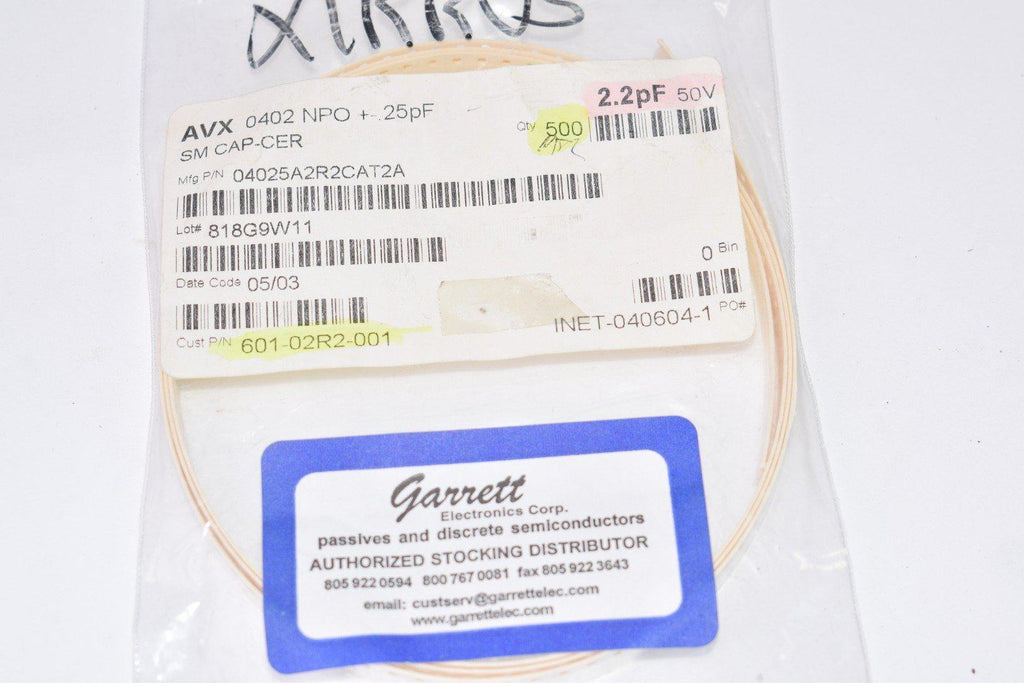 AVX 0402 NPO +-.25pF
2.2pF 50V
SM CAP-CER
Qty 500
Mfg P/N 04025A2R2CAT2A
Lot# 818G9W11
0 Bin
Date Code 05/03
INET-040604-1 PO#
Cust P/N 601-02R2-001
Garrett
Electronics Corp.
passives and discrete semiconductors
AUTHORIZED STOCKING DISTRIBUTOR
805 922 0594 800 767 0081 fax 805 922 3643
email: custserv@garrettelec.com
www.garrettelec.com